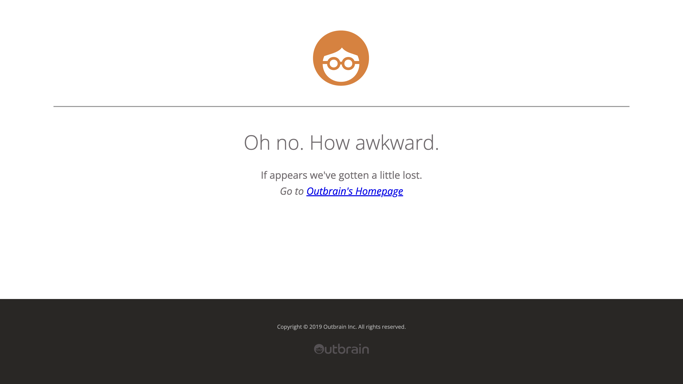 Oh no. How awkward.
If appears we've gotten a little lost.
Go to Outbrain's Homepage
Copyright © 2019 Outbrain Inc. All rights reserved.
Outbrain